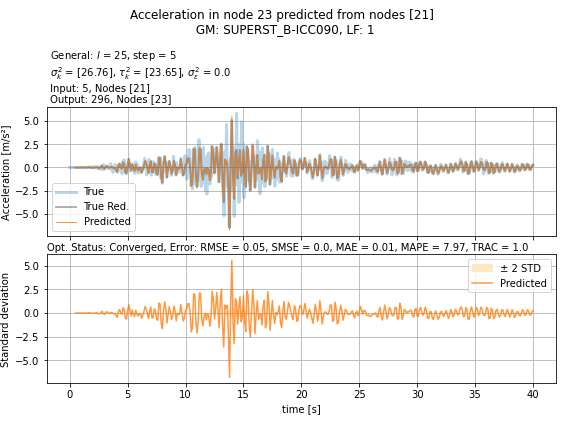 Acceleration in node 23 predicted from nodes [21]
GM: SUPERST_B-ICC090, LF: 1
General: l = 25, step = 5
σ²ₖ = [26.76], τ²ₖ = [23.65], σ²_ε = 0.0
Input: 5, Nodes [21]
Output: 296, Nodes [23]
Acceleration [m/s²]
5.0
2.5
0.0
−2.5
−5.0
True
True Red.
Predicted
Opt. Status: Converged, Error: RMSE = 0.05, SMSE = 0.0, MAE = 0.01, MAPE = 7.97, TRAC = 1.0
Standard deviation
5.0
2.5
0.0
−2.5
−5.0
± 2 STD
Predicted
0 5 10 15 20 25 30 35 40
time [s]